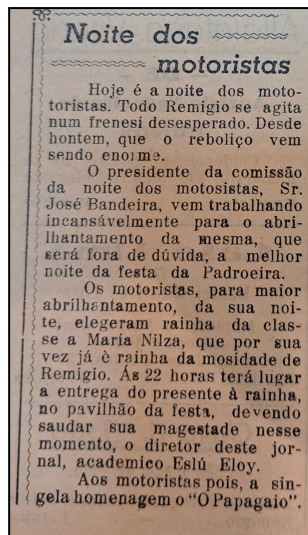 Noite dos
motoristas
Hoje é a noite dos moto-
toristas. Todo Remigio se agita
num frenesi desesperado. Desde
hontem, que o reboliço vem
sendo enorme.
O presidente da comissão
da noite dos motosistas, Sr.
José Bandeira, vem trabalhando
incansávelmente para o abri-
lhantamento da mesma, que
será fora de dúvida, a melhor
noite da festa da Padroeira.
Os motoristas, para maior
abrilhantamento, da sua noi-
te, elegeram rainha da clas-
se a Maria Nilza, que por sua
vez já é rainha da mosidade de
Remigio. Ás 22 horas terá lugar
a entrega do presente à rainha,
no pavilhão da festa, devendo
saudar sua magestade nesse
momento, o diretor deste jor-
nal, academico Eslú Eloy.
Aos motoristas pois, a sin-
gela homenagem o "O Papagaio".